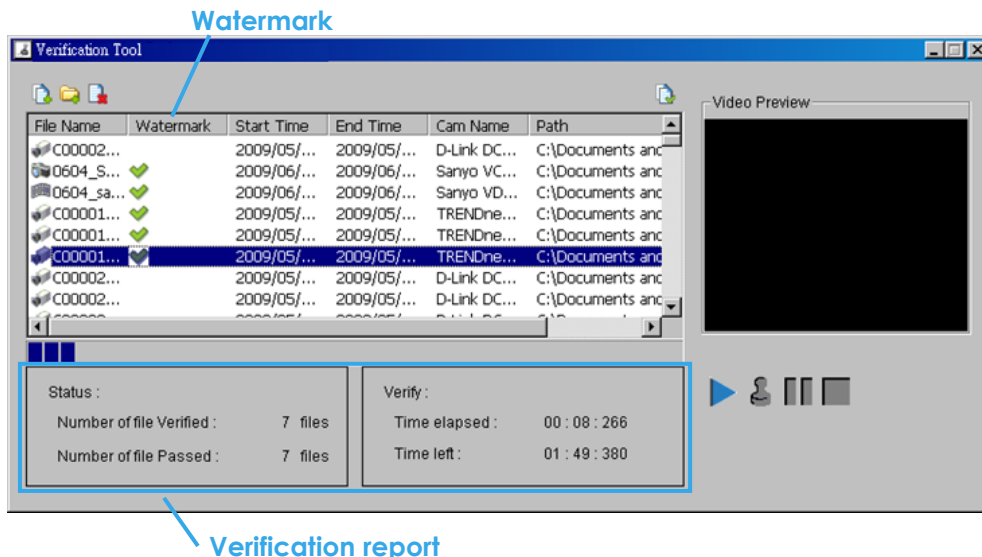 Watermark
Verification Tool
Video Preview
File Name Watermark Start Time End Time Cam Name Path
C00002... 2009/05/... 2009/05/... D-Link DC... C:\Documents and
0604_S... 2009/06/... 2009/06/... Sanyo VC... C:\Documents and
0604_sa... 2009/06/... 2009/06/... Sanyo VD... C:\Documents and
C00001... 2009/05/... 2009/05/... TRENDne... C:\Documents and
C00001... 2009/05/... 2009/05/... TRENDne... C:\Documents and
C00001... 2009/05/... 2009/05/... TRENDne... C:\Documents and
C00002... 2009/05/... 2009/05/... D-Link DC... C:\Documents and
C00002... 2009/05/... 2009/05/... D-Link DC... C:\Documents and
Status :
Number of file Verified : 7 files
Number of file Passed : 7 files
Verify :
Time elapsed : 00 : 08 : 266
Time left : 01 : 49 : 380
Verification report